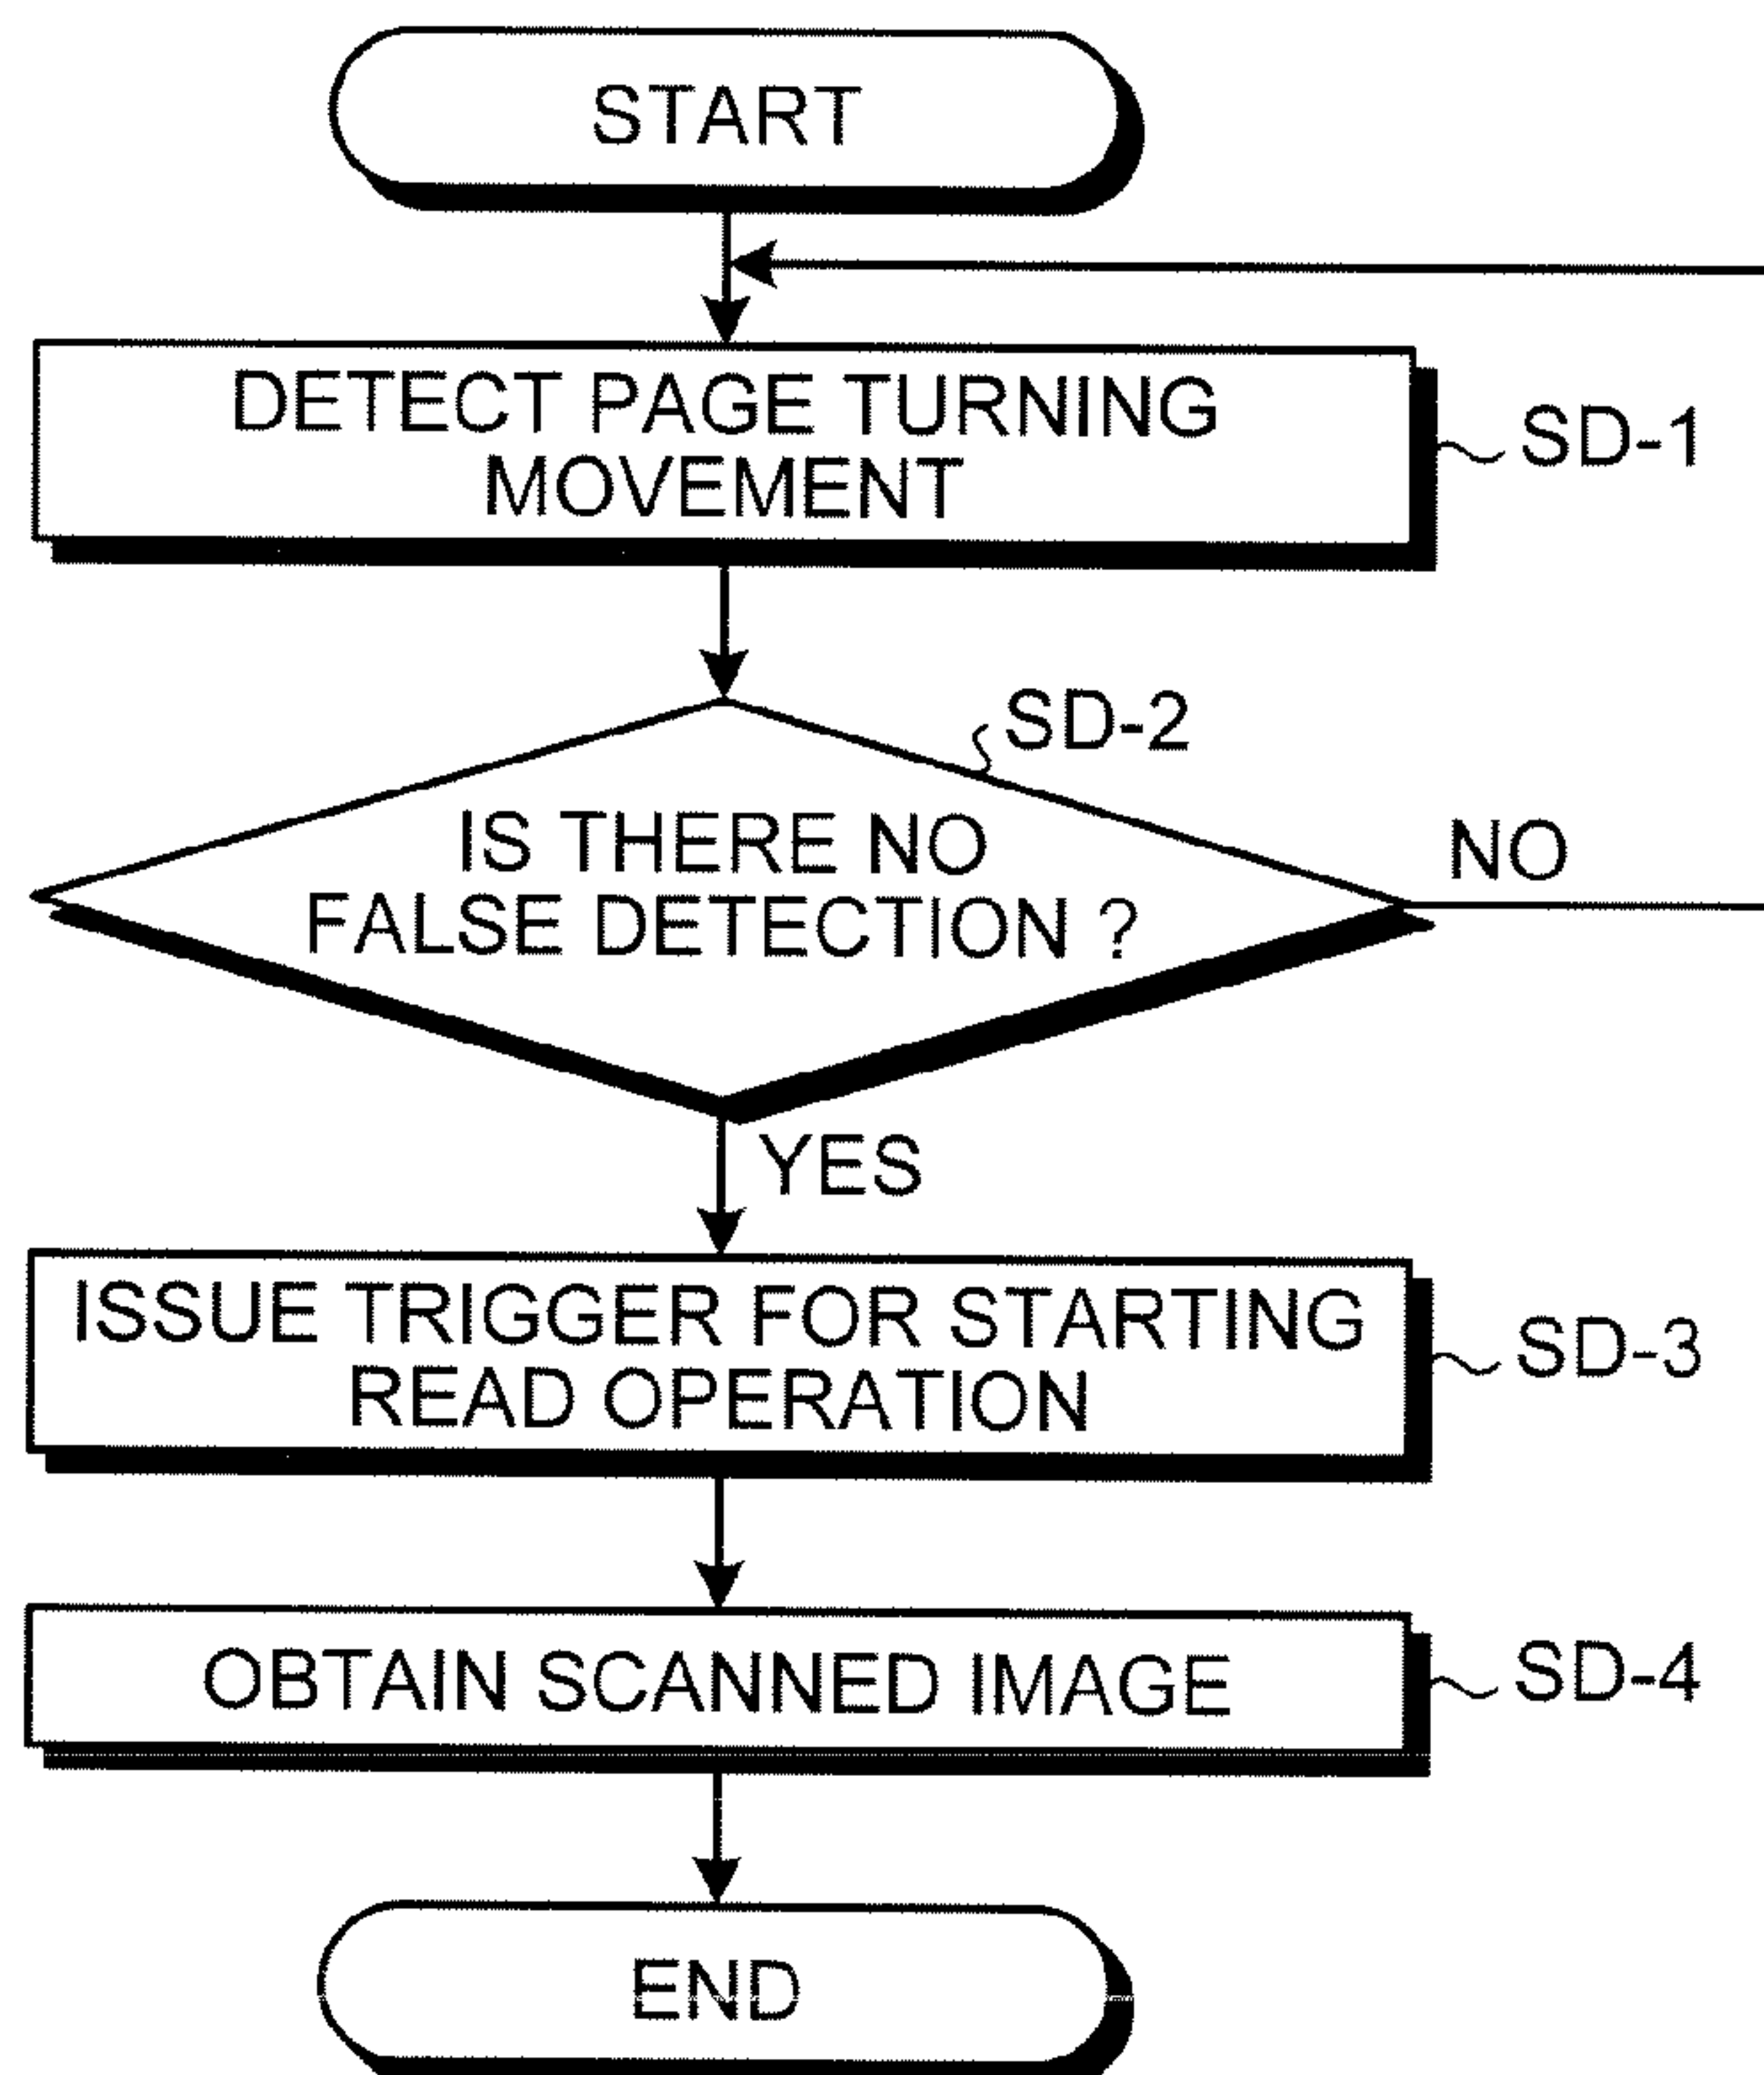 START
DETECT PAGE TURNING
MOVEMENT
SD-1
SD-2
IS THERE NO
FALSE DETECTION ?
NO
YES
ISSUE TRIGGER FOR STARTING
READ OPERATION
SD-3
OBTAIN SCANNED IMAGE
SD-4
END